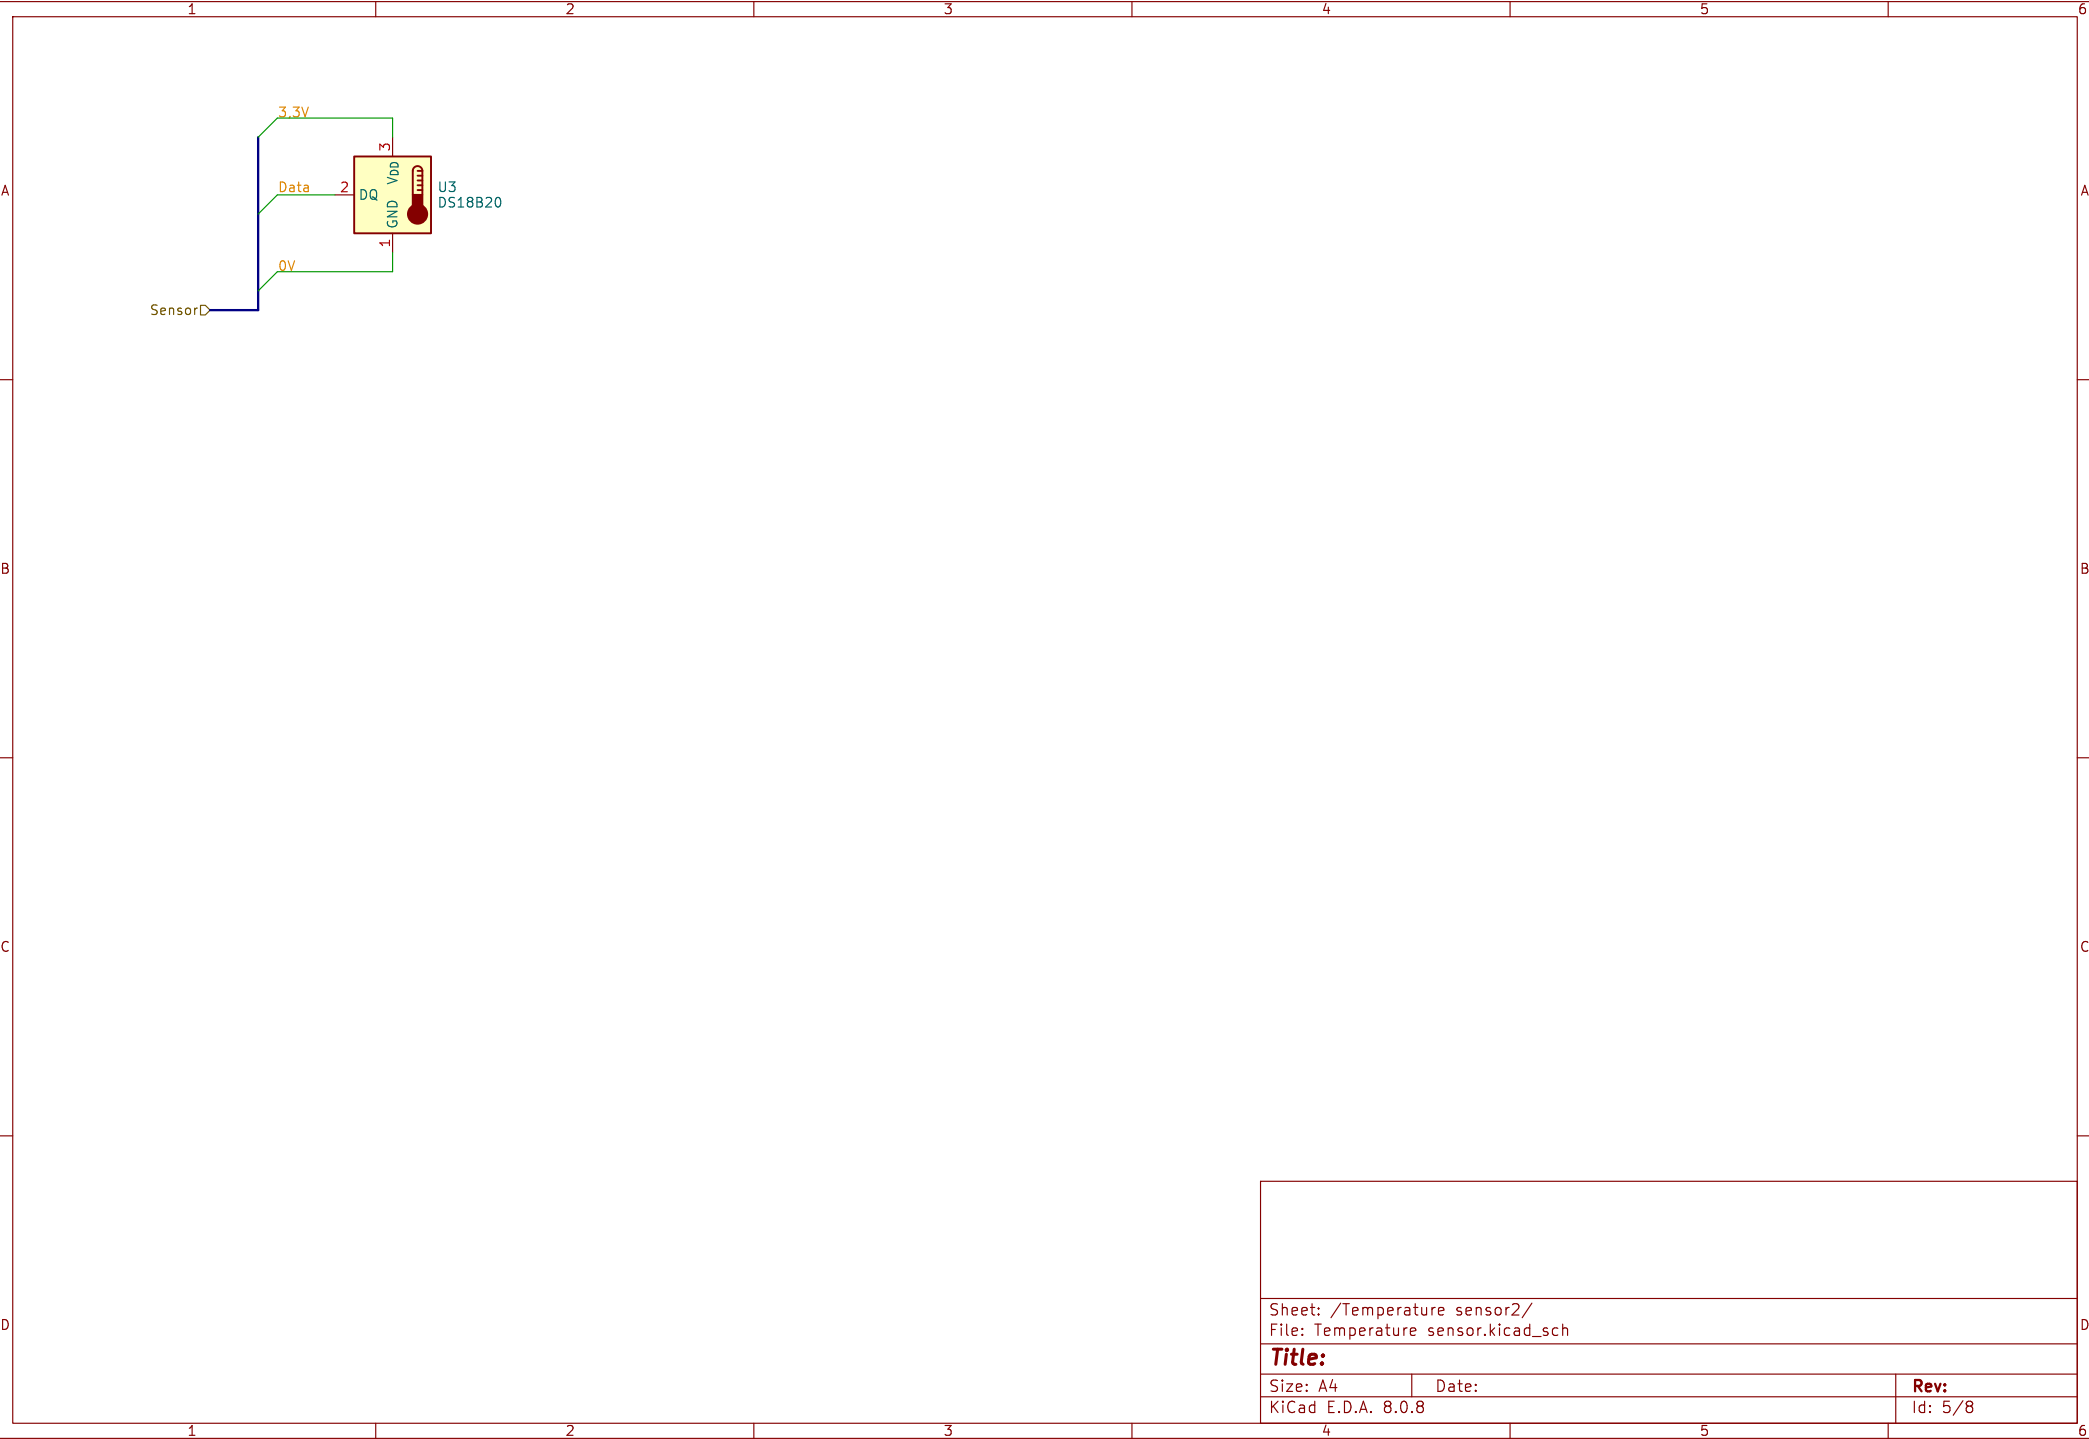 1 2 3 4 5 6
3.3V
3
VDD
A
Data
2
DQ
U3
A
DS18B20
GND
1
0V
Sensor
B
B
C
C
Sheet: /Temperature sensor2/
D
D
File: Temperature sensor.kicad_sch
Title:
Size: A4 Date: Rev:
KiCad E.D.A. 8.0.8 Id: 5/8
1 2 3 4 5 6